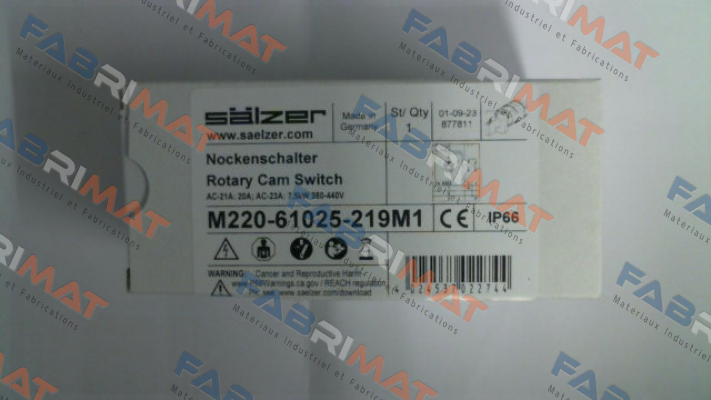 sälzer
www.saelzer.com
Made in
Germany
St/ Qty
1
01-09-23
877811
Nockenschalter
Rotary Cam Switch
AC-21A: 20A; AC-23A: 7,5kW 380-440V
M220-61025-219M1
CE
IP66
WARNING: Cancer and Reproductive Harm
www.P65Warnings.ca.gov / REACH regulation
see www.saelzer.com/download
FABRIMAT
Materiaux Industriel et Fabrications